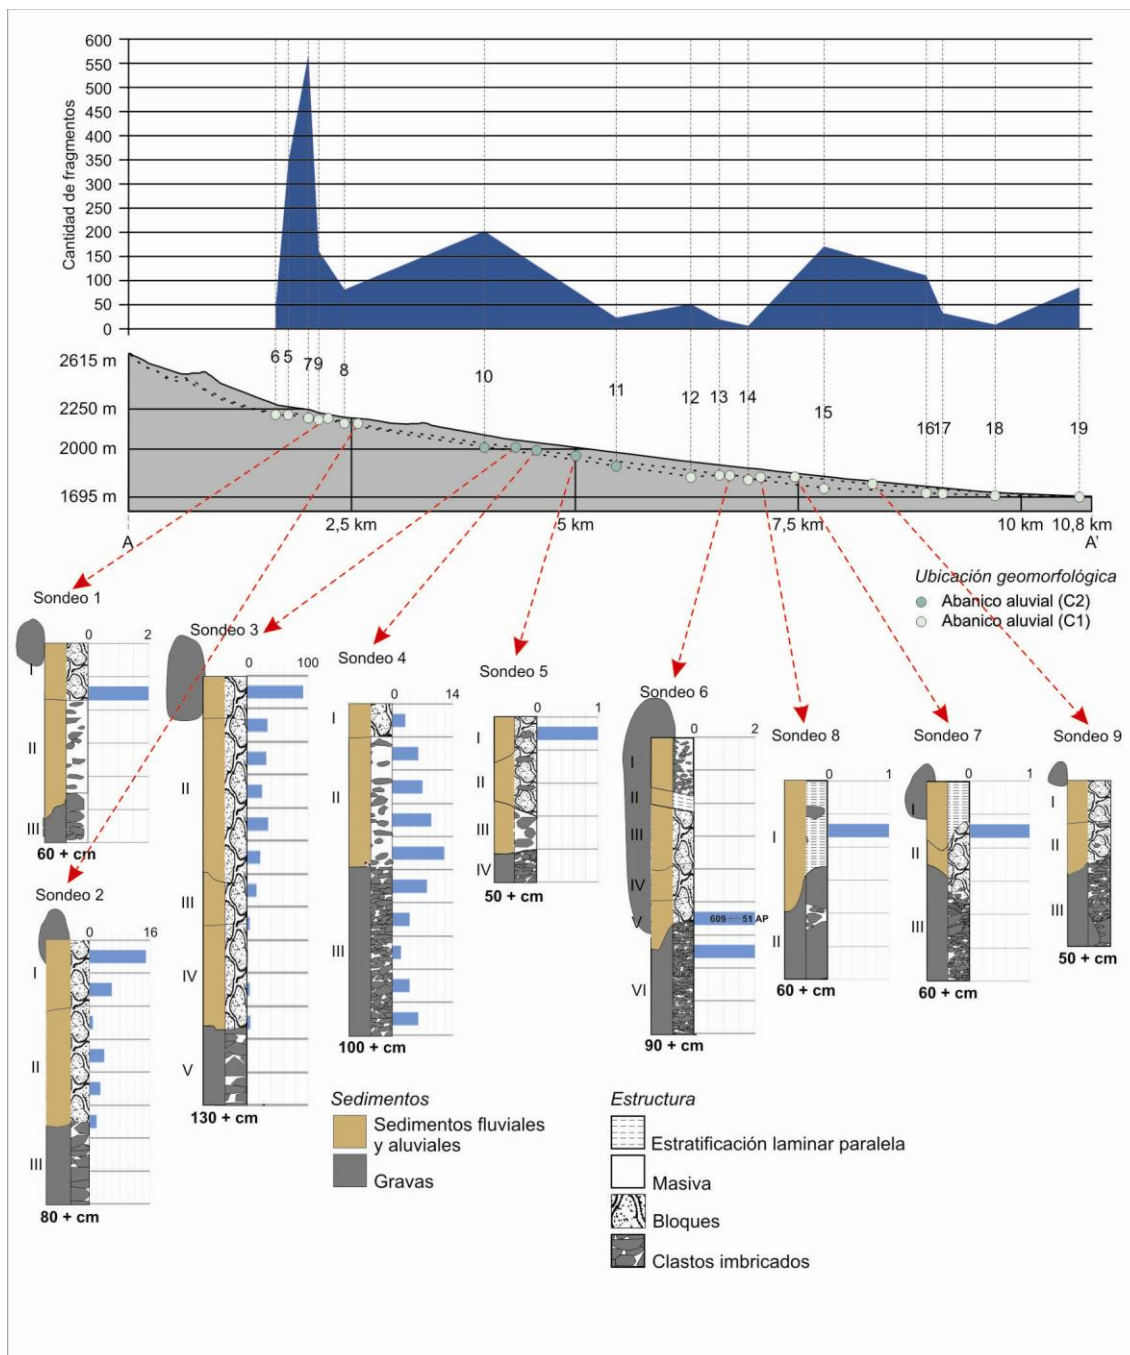 600
550
500
450
400
350
300
250
200
150
100
50
0
Cantidad de fragmentos
6 5 7 9 8 10 11 12 13 14 15 16 17 18 19
2615 m
2250 m
2000 m
1695 m
2,5 km 5 km 7,5 km 10 km 10,8 km
A A'
Ubicación geomorfológica
Abanico aluvial (C2)
Abanico aluvial (C1)
Sondeo 1
0 2
I
II
III
60 + cm
Sondeo 2
0 16
I
II
III
80 + cm
Sondeo 3
0 100
I
II
III
IV
V
130 + cm
Sondeo 4
0 14
I
II
III
100 + cm
Sondeo 5
0 1
I
II
III
IV
50 + cm
Sondeo 6
0 2
I
II
III
IV
V
VI
609 51 AP
90 + cm
Sondeo 8
0 1
I
II
60 + cm
Sondeo 7
0 1
I
II
III
60 + cm
Sondeo 9
0 1
I
II
III
50 + cm
Sedimentos
Sedimentos fluviales
y aluviales
Gravas
Estructura
Estratificación laminar paralela
Masiva
Bloques
Clastos imbricados